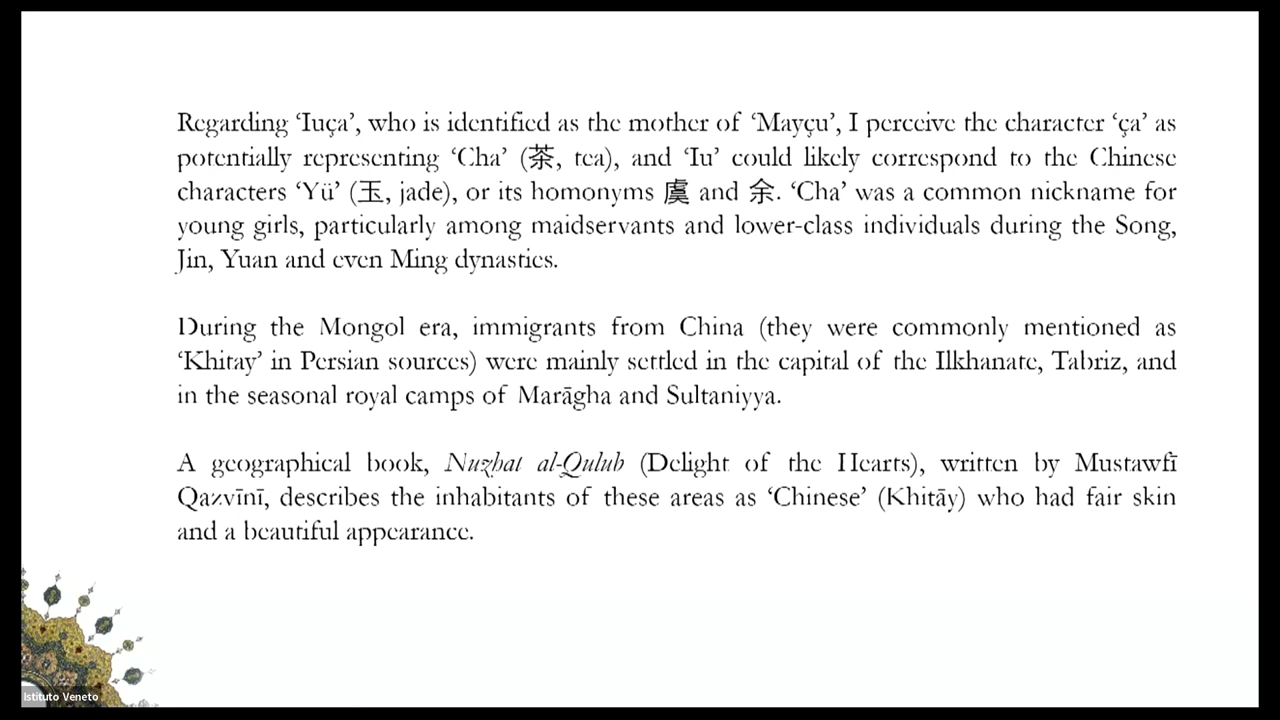 Regarding ‘Iuça’, who is identified as the mother of ‘Mayçu’, I perceive the character ‘ça’ as
potentially representing ‘Cha’ (茶, tea), and ‘Iu’ could likely correspond to the Chinese
characters ‘Yü’ (玉, jade), or its homonyms 虞 and 余. ‘Cha’ was a common nickname for
young girls, particularly among maidservants and lower-class individuals during the Song,
Jin, Yuan and even Ming dynasties.
During the Mongol era, immigrants from China (they were commonly mentioned as
‘Khitay’ in Persian sources) were mainly settled in the capital of the Ilkhanate, Tabriz, and
in the seasonal royal camps of Marāgha and Sultaniyya.
A geographical book, Nuzhat al-Qulub (Delight of the Hearts), written by Mustawfī
Qazvīnī, describes the inhabitants of these areas as ‘Chinese’ (Khitāy) who had fair skin
and a beautiful appearance.
Istituto Veneto